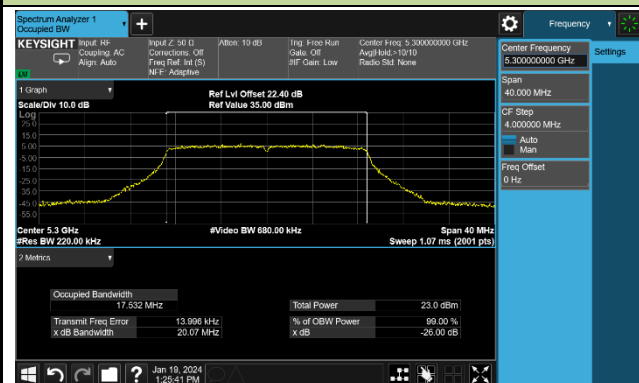 Spectrum Analyzer 1
Occupied BW
+
Frequency
KEYSIGHT
Input: RF
Coupling: AC
Align: Auto
Input Z: 50 Ω
Corrections: Off
Freq Ref: Int (S)
NFE: Adaptive
Atten: 10 dB
Trig: Free Run
Gate: Off
#IF Gain: Low
Center Freq: 5.300000000 GHz
Avg|Hold:>10/10
Radio Std: None
Center Frequency
5.300000000 GHz
Settings
Span
40.000 MHz
CF Step
4.000000 MHz
Auto
Man
Freq Offset
0 Hz
1 Graph
Scale/Div 10.0 dB
Ref Lvl Offset 22.40 dB
Ref Value 35.00 dBm
Log
25.0
15.0
5.00
-5.00
-15.0
-25.0
-35.0
-45.0
-55.0
Center 5.3 GHz
#Res BW 220.00 kHz
#Video BW 680.00 kHz
Span 40 MHz
Sweep 1.07 ms (2001 pts)
2 Metrics
Occupied Bandwidth
17.532 MHz
Total Power 23.0 dBm
Transmit Freq Error 13.996 kHz
% of OBW Power 99.00 %
x dB Bandwidth 20.07 MHz
x dB -26.00 dB
?
Jan 19, 2024
1:25:41 PM